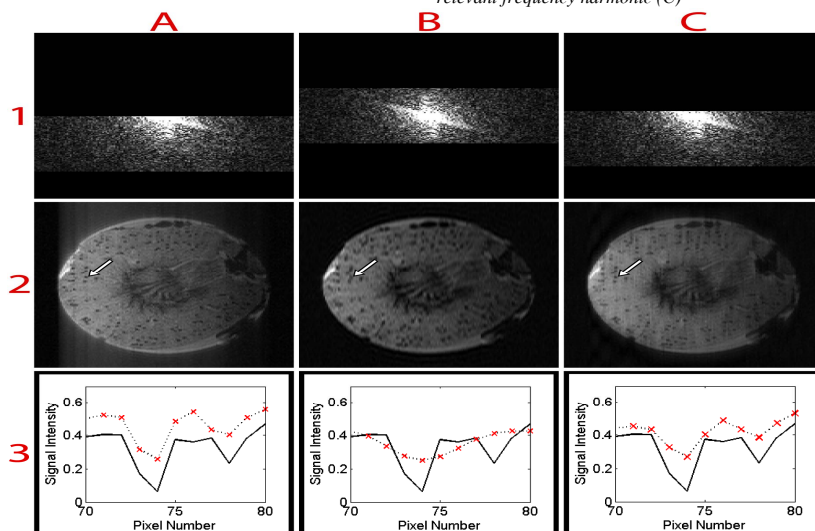 relevant frequency harmonic (C)
A B C
1
2
3
Signal Intensity
0.6
0.4
0.2
0
70 75 80
Pixel Number
Signal Intensity
0.6
0.4
0.2
0
70 75 80
Pixel Number
Signal Intensity
0.6
0.4
0.2
0
70 75 80
Pixel Number